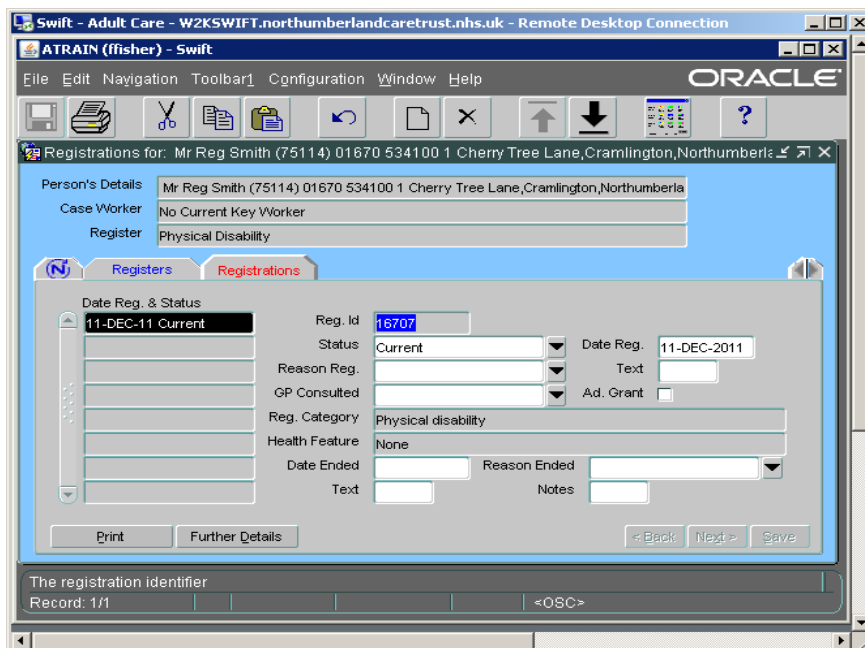 Swift - Adult Care - W2KSWIFT.northumberlandcaretrust.nhs.uk - Remote Desktop Connection
ATRAIN (ffisher) - Swift
File Edit Navigation Toolbar1 Configuration Window Help ORACLE
Registrations for: Mr Reg Smith (75114) 01670 534100 1 Cherry Tree Lane,Cramlington,Northumberla
Person's Details Mr Reg Smith (75114) 01670 534100 1 Cherry Tree Lane,Cramlington,Northumberla
Case Worker No Current Key Worker
Register Physical Disability
N Registers Registrations
Date Reg. & Status
11-DEC-11 Current Reg. Id 16707
Status Current Date Reg. 11-DEC-2011
Reason Reg. Text
GP Consulted Ad. Grant
Reg. Category Physical disability
Health Feature None
Date Ended Reason Ended
Text Notes
Print Further Details < Back Next > Save
The registration identifier
Record: 1/1 <OSC>